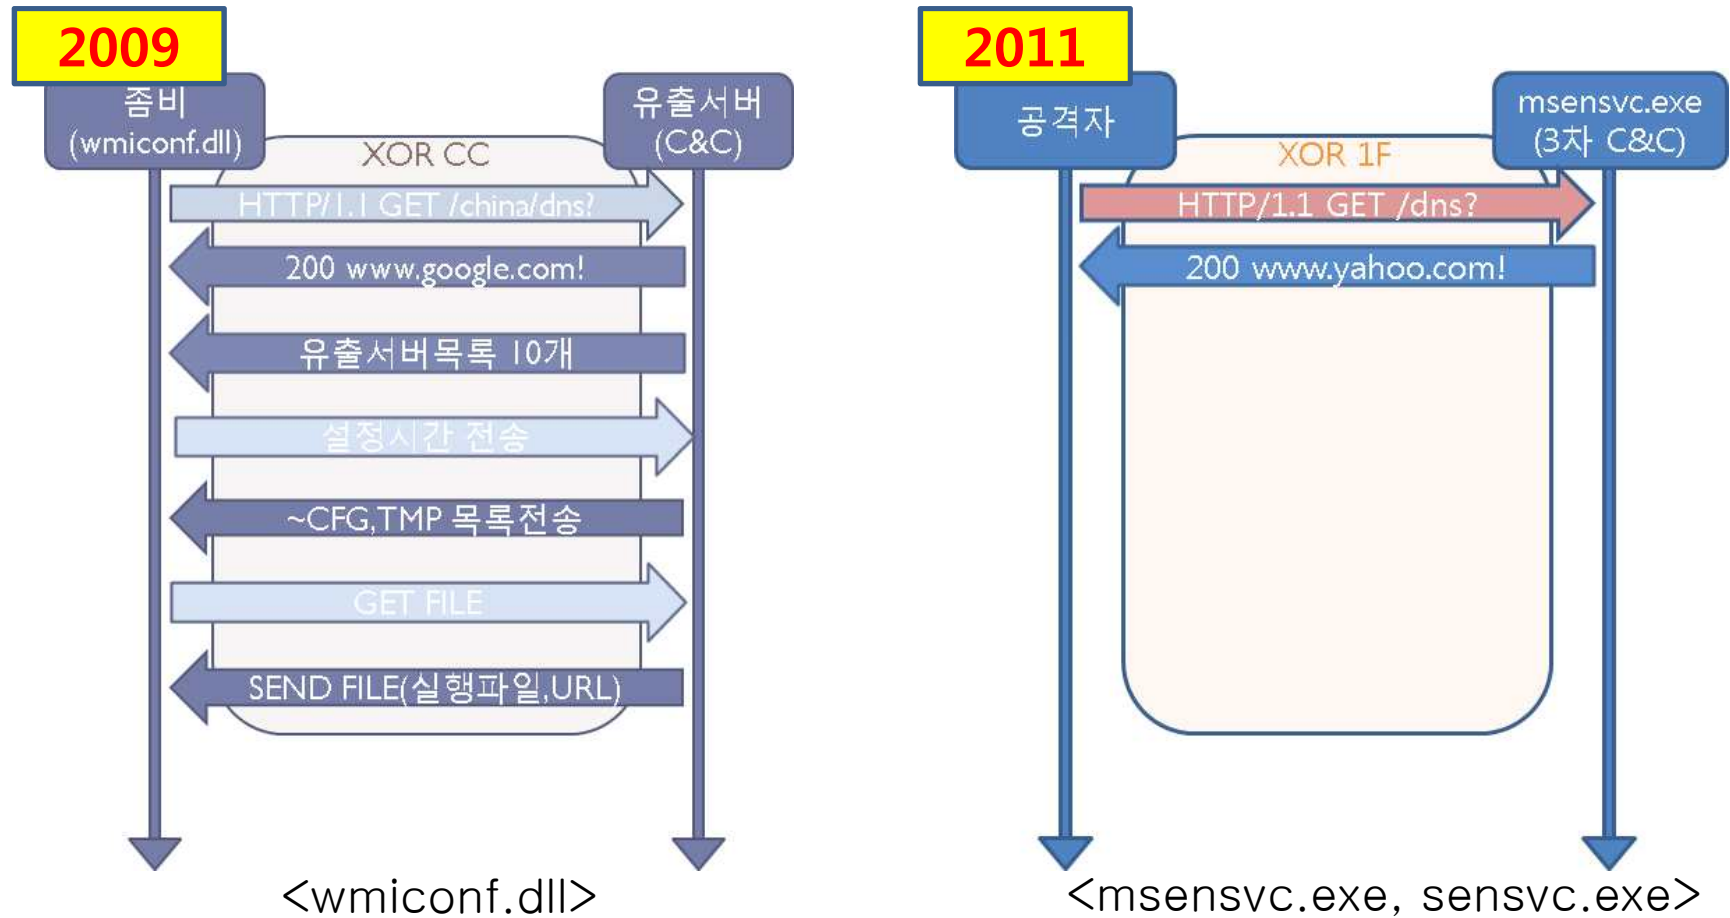 2009
좀비
(wmiconf.dll)
유출서버
(C&C)
XOR CC
HTTP/1.1 GET /china/dns?
200 www.google.com!
유출서버목록 10개
설정시간 전송
~CFG,TMP 목록전송
GET FILE
SEND FILE(실행파일,URL)
<wmiconf.dll>
2011
공격자
msensvc.exe
(3차 C&C)
XOR 1F
HTTP/1.1 GET /dns?
200 www.yahoo.com!
<msensvc.exe, sensvc.exe>